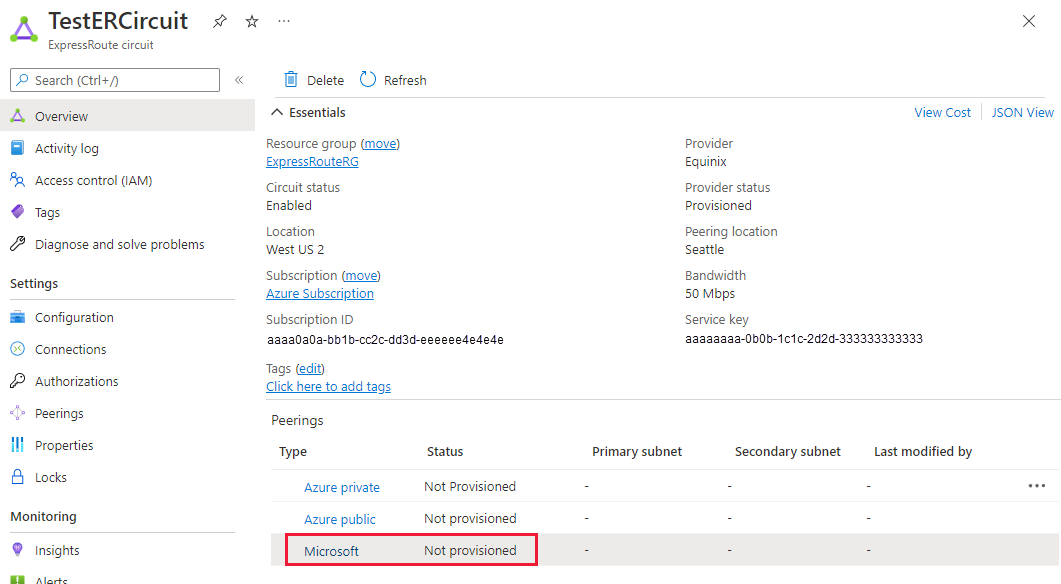 TestERCircuit
ExpressRoute circuit
Search (Ctrl+/)
Overview
Activity log
Access control (IAM)
Tags
Diagnose and solve problems
Settings
Configuration
Connections
Authorizations
Peerings
Properties
Locks
Monitoring
Insights
Alerts
Delete Refresh
Essentials
View Cost JSON View
Resource group (move)
ExpressRouteRG
Circuit status
Enabled
Location
West US 2
Subscription (move)
Azure Subscription
Subscription ID
aaaa0a0a-bb1b-cc2c-dd3d-eeeeee4e4e4e
Tags (edit)
Click here to add tags
Provider
Equinix
Provider status
Provisioned
Peering location
Seattle
Bandwidth
50 Mbps
Service key
aaaaaaaa-0b0b-1c1c-2d2d-333333333333
Peerings
Type Status Primary subnet Secondary subnet Last modified by
Azure private Not Provisioned - - -
Azure public Not provisioned - - -
Microsoft Not provisioned - - -